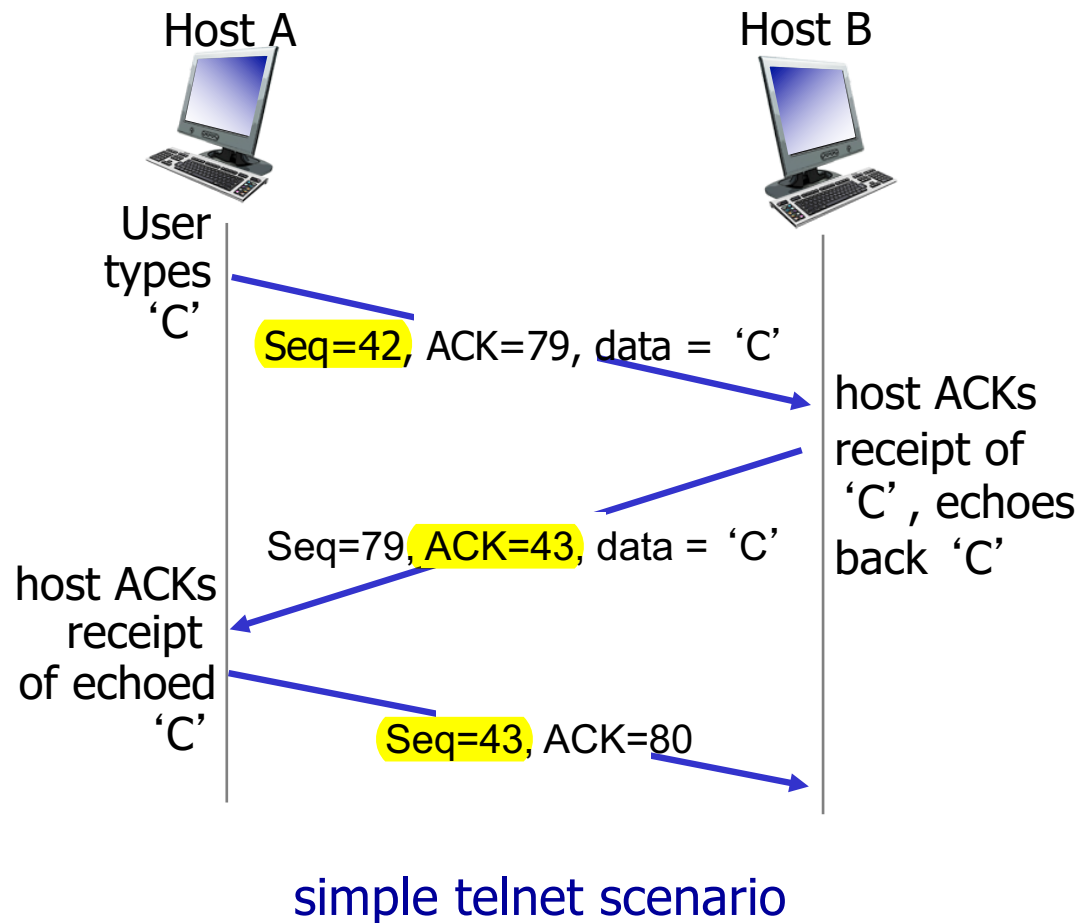 Host A
Host B
User
types
‘C’
Seq=42, ACK=79, data = ‘C’
host ACKs
receipt of
‘C’, echoes
back ‘C’
Seq=79, ACK=43, data = ‘C’
host ACKs
receipt
of echoed
‘C’
Seq=43, ACK=80
simple telnet scenario